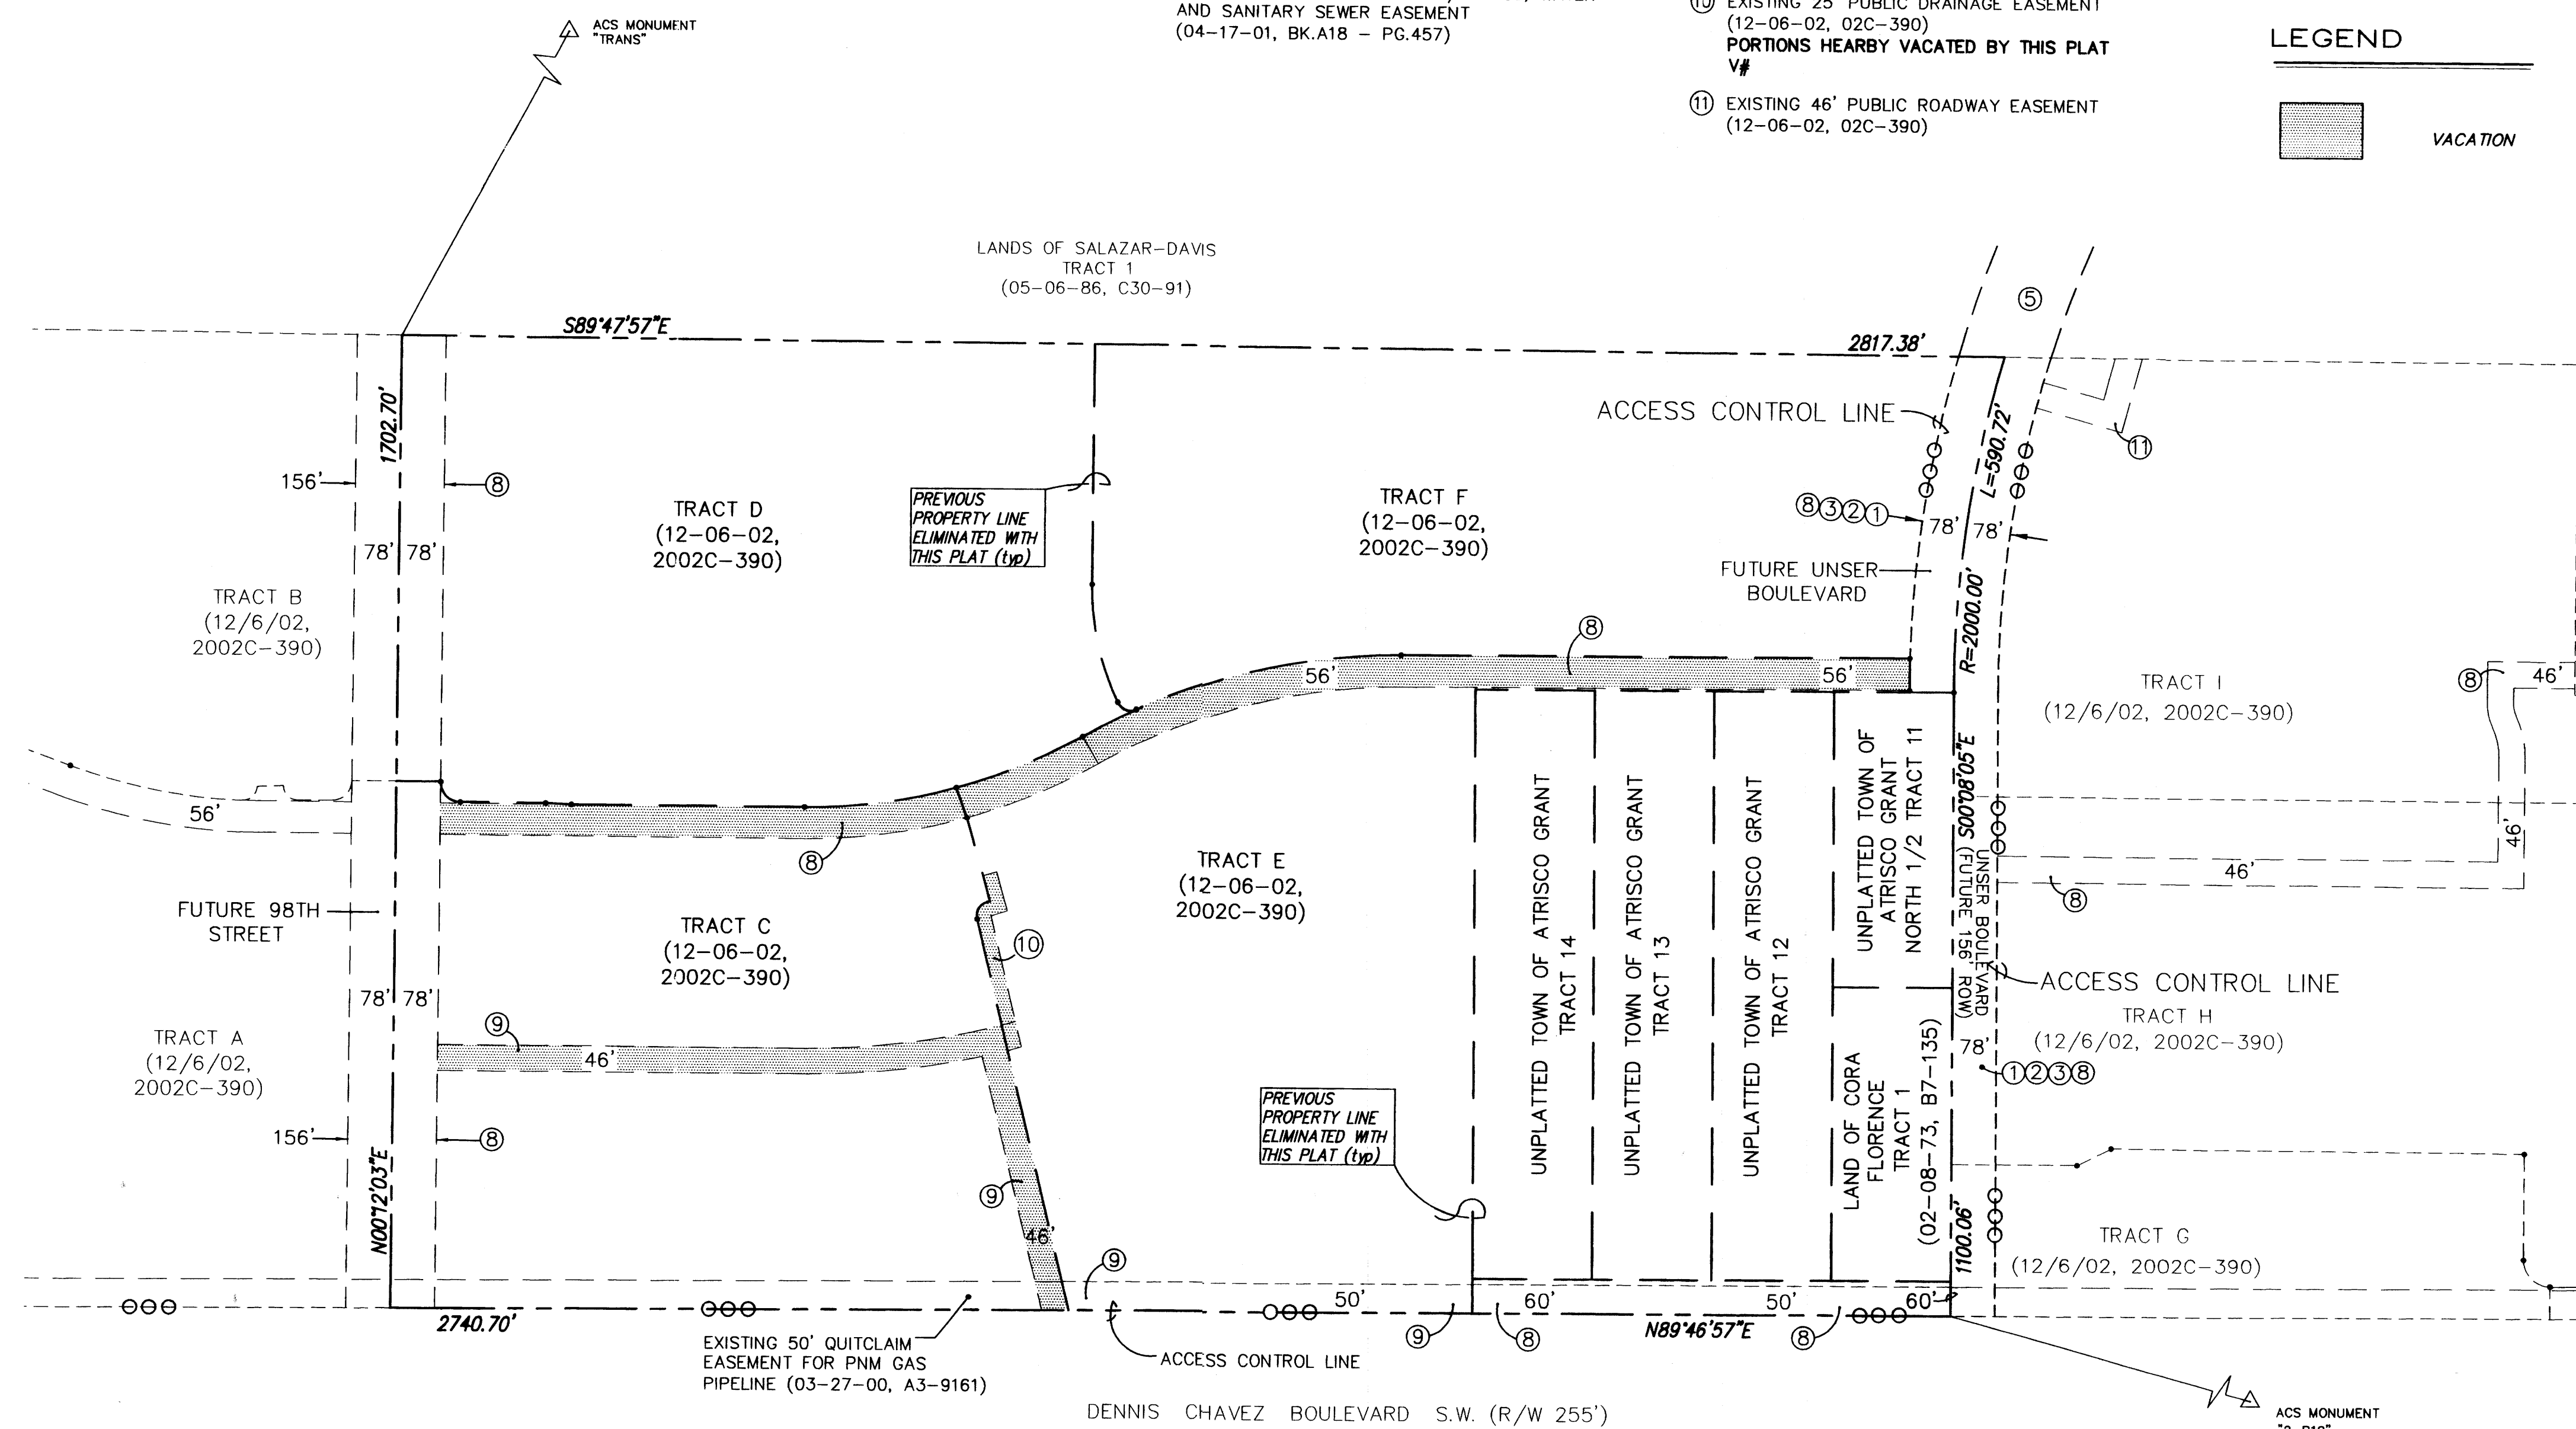 ACS MONUMENT
"TRANS"
AND SANITARY SEWER EASEMENT
(04-17-01, BK.A18 - PG.457)
⑩ EXISTING 25' PUBLIC DRAINAGE EASEMENT
(12-06-02, 02C-390)
PORTIONS HEARBY VACATED BY THIS PLAT
V#
⑪ EXISTING 46' PUBLIC ROADWAY EASEMENT
(12-06-02, 02C-390)
LEGEND
VACATION
LANDS OF SALAZAR-DAVIS
TRACT 1
(05-06-86, C30-91)
⑤
S89°47'57"E
2817.38'
1702.70'
ACCESS CONTROL LINE
L=590.72'
⑪
156'
⑧
PREVIOUS
PROPERTY LINE
ELIMINATED WITH
THIS PLAT (typ)
TRACT D
(12-06-02,
2002C-390)
TRACT F
(12-06-02,
2002C-390)
⑧③②①
78'
78'
78'
78'
FUTURE UNSER
BOULEVARD
R=2000.00'
TRACT B
(12/6/02,
2002C-390)
⑧
56'
56'
TRACT I
(12/6/02, 2002C-390)
⑧
46'
56'
⑧
TRACT E
(12-06-02,
2002C-390)
UNPLATTED TOWN OF ATRISCO GRANT
TRACT 14
UNPLATTED TOWN OF ATRISCO GRANT
TRACT 13
UNPLATTED TOWN OF ATRISCO GRANT
TRACT 12
UNPLATTED TOWN OF
ATRISCO GRANT
NORTH 1/2 TRACT 11
S00°08'05"E
UNSER BOULEVARD
(FUTURE 156' ROW)
46'
46'
⑧
FUTURE 98TH
STREET
TRACT C
(12-06-02,
2002C-390)
⑩
78'
78'
ACCESS CONTROL LINE
TRACT H
(12/6/02, 2002C-390)
78'
①②③⑧
TRACT A
(12/6/02,
2002C-390)
⑨
46'
LAND OF CORA
FLORENCE
TRACT 1
(02-08-73, B7-135)
156'
⑧
PREVIOUS
PROPERTY LINE
ELIMINATED WITH
THIS PLAT (typ)
N00°12'03"E
⑨
46'
1100.06'
TRACT G
(12/6/02, 2002C-390)
⑨
50'
60'
50'
60'
2740.70'
⑨
⑧
N89°46'57"E
⑧
EXISTING 50' QUITCLAIM
EASEMENT FOR PNM GAS
PIPELINE (03-27-00, A3-9161)
ACCESS CONTROL LINE
DENNIS CHAVEZ BOULEVARD S.W. (R/W 255')
ACS MONUMENT